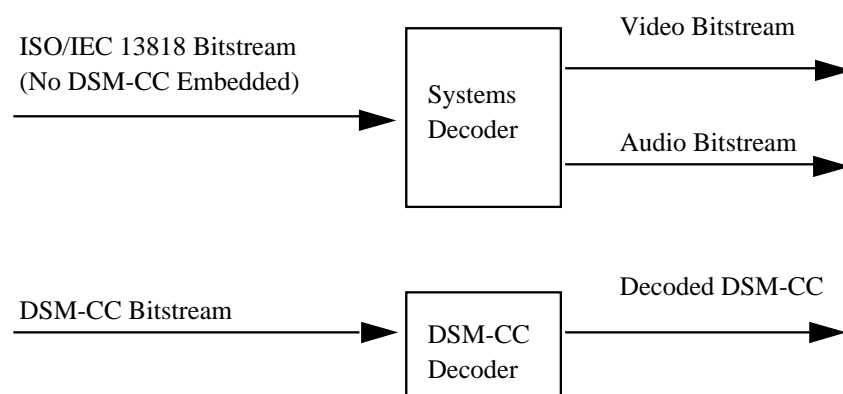 ISO/IEC 13818 Bitstream
(No DSM-CC Embedded)
Systems
Decoder
Video Bitstream
Audio Bitstream
DSM-CC Bitstream
DSM-CC
Decoder
Decoded DSM-CC